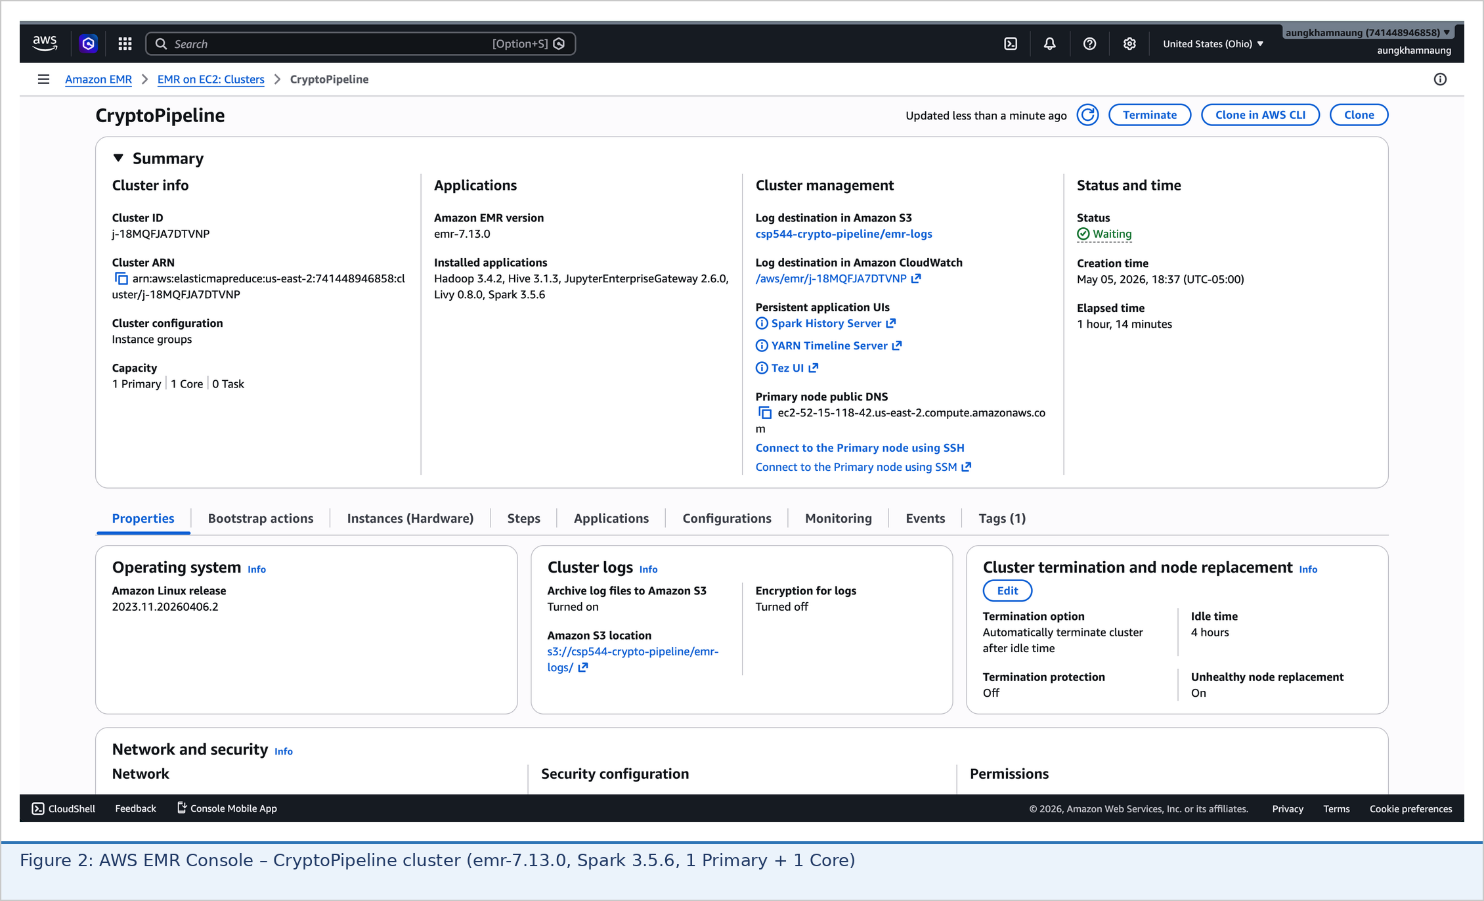 aws
Search
[Option+S]
United States (Ohio)
aungkhamnaung (741448946858)
aungkhamnaung
Amazon EMR
EMR on EC2: Clusters
CryptoPipeline
CryptoPipeline
Updated less than a minute ago
Terminate
Clone in AWS CLI
Clone
Summary
Cluster info
Cluster ID
j-18MQFJA7DTVNP
Cluster ARN
arn:aws:elasticmapreduce:us-east-2:741448946858:cl
uster/j-18MQFJA7DTVNP
Cluster configuration
Instance groups
Capacity
1 Primary | 1 Core | 0 Task
Applications
Amazon EMR version
emr-7.13.0
Installed applications
Hadoop 3.4.2, Hive 3.1.3, JupyterEnterpriseGateway 2.6.0,
Livy 0.8.0, Spark 3.5.6
Cluster management
Log destination in Amazon S3
csp544-crypto-pipeline/emr-logs
Log destination in Amazon CloudWatch
/aws/emr/j-18MQFJA7DTVNP
Persistent application UIs
Spark History Server
YARN Timeline Server
Tez UI
Primary node public DNS
ec2-52-15-118-42.us-east-2.compute.amazonaws.co
m
Connect to the Primary node using SSH
Connect to the Primary node using SSM
Status and time
Status
Waiting
Creation time
May 05, 2026, 18:37 (UTC-05:00)
Elapsed time
1 hour, 14 minutes
Properties
Bootstrap actions
Instances (Hardware)
Steps
Applications
Configurations
Monitoring
Events
Tags (1)
Operating system Info
Amazon Linux release
2023.11.20260406.2
Cluster logs Info
Archive log files to Amazon S3
Turned on
Amazon S3 location
s3://csp544-crypto-pipeline/emr-
logs/
Encryption for logs
Turned off
Cluster termination and node replacement Info
Edit
Termination option
Automatically terminate cluster
after idle time
Idle time
4 hours
Termination protection
Off
Unhealthy node replacement
On
Network and security Info
Network
Security configuration
Permissions
CloudShell
Feedback
Console Mobile App
© 2026, Amazon Web Services, Inc. or its affiliates.
Privacy
Terms
Cookie preferences
Figure 2: AWS EMR Console – CryptoPipeline cluster (emr-7.13.0, Spark 3.5.6, 1 Primary + 1 Core)